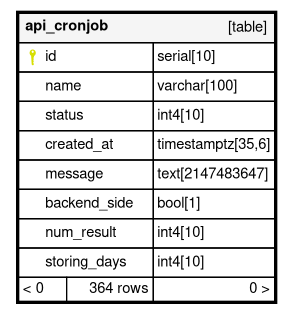 api_cronjob [table]
id serial[10]
name varchar[100]
status int4[10]
created_at timestamptz[35,6]
message text[2147483647]
backend_side bool[1]
num_result int4[10]
storing_days int4[10]
< 0 364 rows 0 >